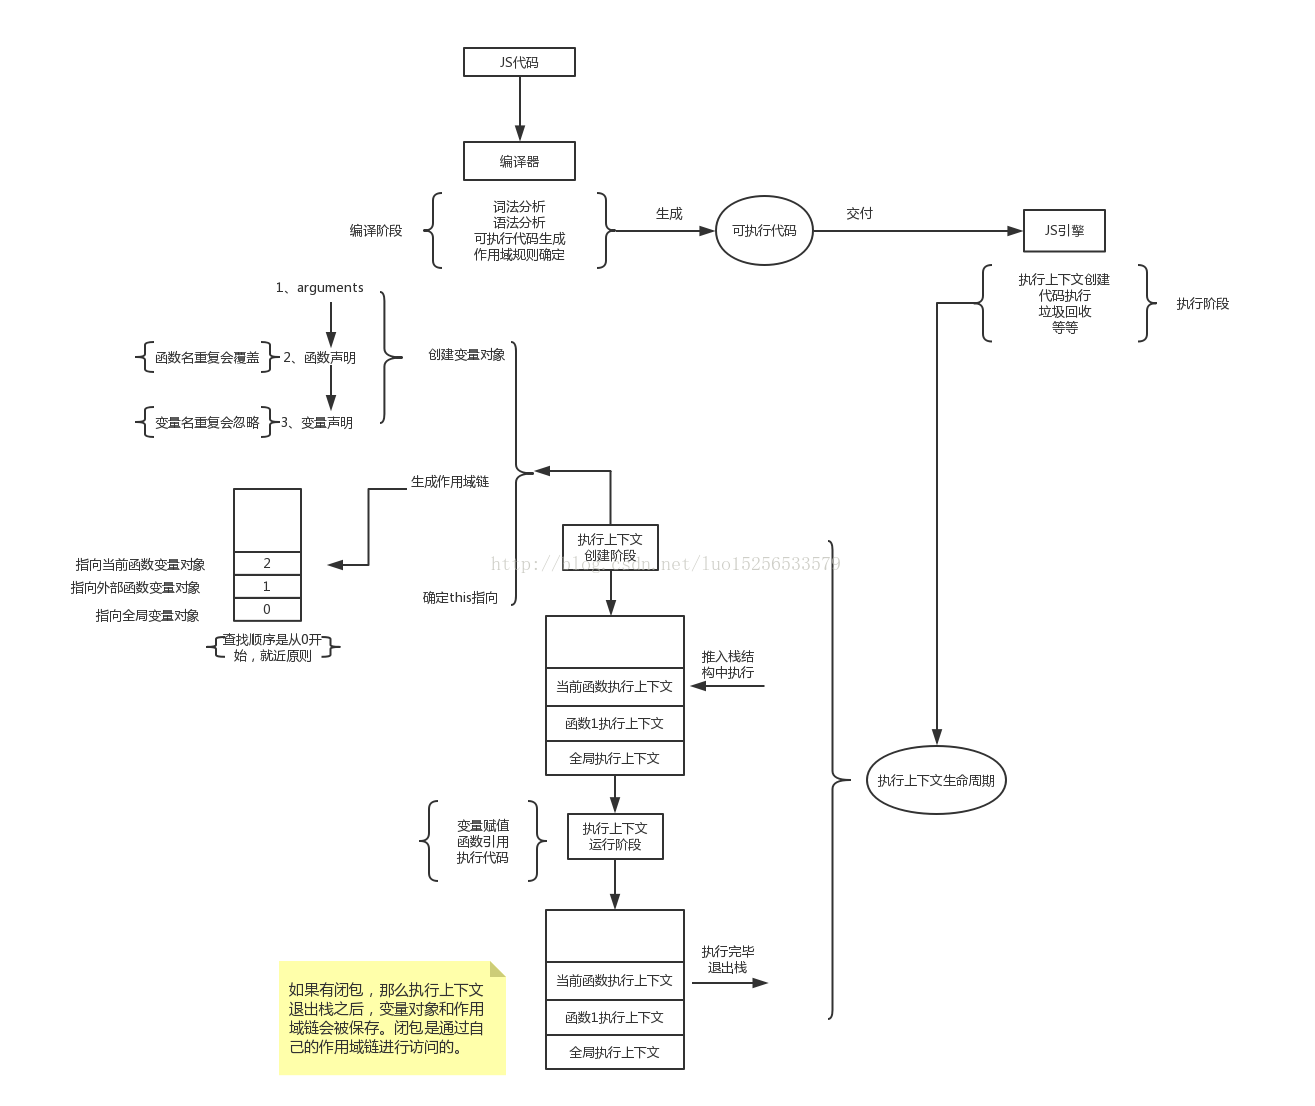 JS代码
编译器
编译阶段
词法分析
语法分析
可执行代码生成
作用域规则确定
生成
可执行代码
交付
JS引擎
执行上下文创建
代码执行
垃圾回收
等等
执行阶段
1、arguments
函数名重复会覆盖
2、函数声明
变量名重复会忽略
3、变量声明
创建变量对象
生成作用域链
确定this指向
指向当前函数变量对象
2
指向外部函数变量对象
1
指向全局变量对象
0
查找顺序是从0开
始，就近原则
执行上下文
创建阶段
http://blog.csdn.net/luo15256533579
推入栈结
构中执行
当前函数执行上下文
函数1执行上下文
全局执行上下文
执行上下文生命周期
变量赋值
函数引用
执行代码
执行上下文
运行阶段
执行完毕
退出栈
当前函数执行上下文
函数1执行上下文
全局执行上下文
如果有闭包，那么执行上下文
退出栈之后，变量对象和作用
域链会被保存。闭包是通过自
己的作用域链进行访问的。